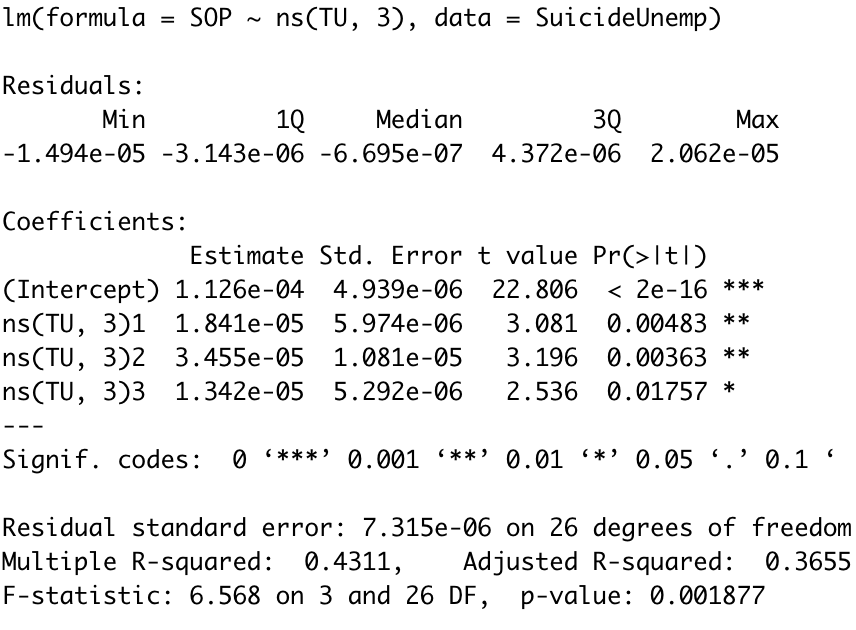 lm(formula = SOP ~ ns(TU, 3), data = SuicideUnemp)

Residuals:
       Min         1Q     Median         3Q        Max
-1.494e-05 -3.143e-06 -6.695e-07  4.372e-06  2.062e-05

Coefficients:
             Estimate Std. Error t value Pr(>|t|)
(Intercept) 1.126e-04  4.939e-06  22.806  < 2e-16 ***
ns(TU, 3)1  1.841e-05  5.974e-06   3.081  0.00483 **
ns(TU, 3)2  3.455e-05  1.081e-05   3.196  0.00363 **
ns(TU, 3)3  1.342e-05  5.292e-06   2.536  0.01757 *
---
Signif. codes:  0 ‘***’ 0.001 ‘**’ 0.01 ‘*’ 0.05 ‘.’ 0.1 ‘

Residual standard error: 7.315e-06 on 26 degrees of freedom
Multiple R-squared:  0.4311,    Adjusted R-squared:  0.3655
F-statistic: 6.568 on 3 and 26 DF,  p-value: 0.001877